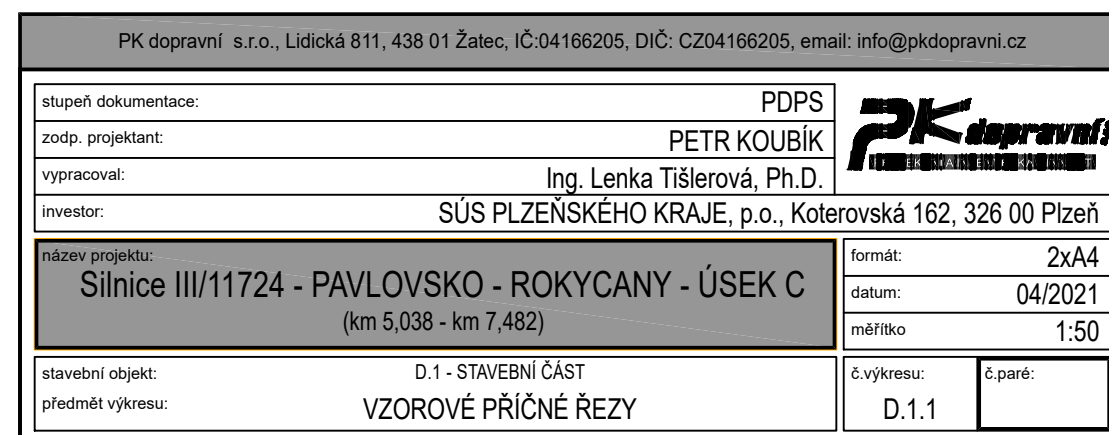 PK dopravní s.r.o., Lidická 811, 438 01 Žatec, IČ:04166205, DIČ: CZ04166205, email: info@pkdopravni.cz
stupeň dokumentace: PDPS
zodp. projektant: PETR KOUBÍK
vypracoval: Ing. Lenka Tišlerová, Ph.D.
PK dopravní
investor: SÚS PLZEŇSKÉHO KRAJE, p.o., Koterovská 162, 326 00 Plzeň
název projektu:
Silnice III/11724 - PAVLOVSKO - ROKYCANY - ÚSEK C
(km 5,038 - km 7,482)
formát: 2xA4
datum: 04/2021
měřítko 1:50
stavební objekt: D.1 - STAVEBNÍ ČÁST
předmět výkresu: VZOROVÉ PŘÍČNÉ ŘEZY
č.výkresu:
D.1.1
č.paré: